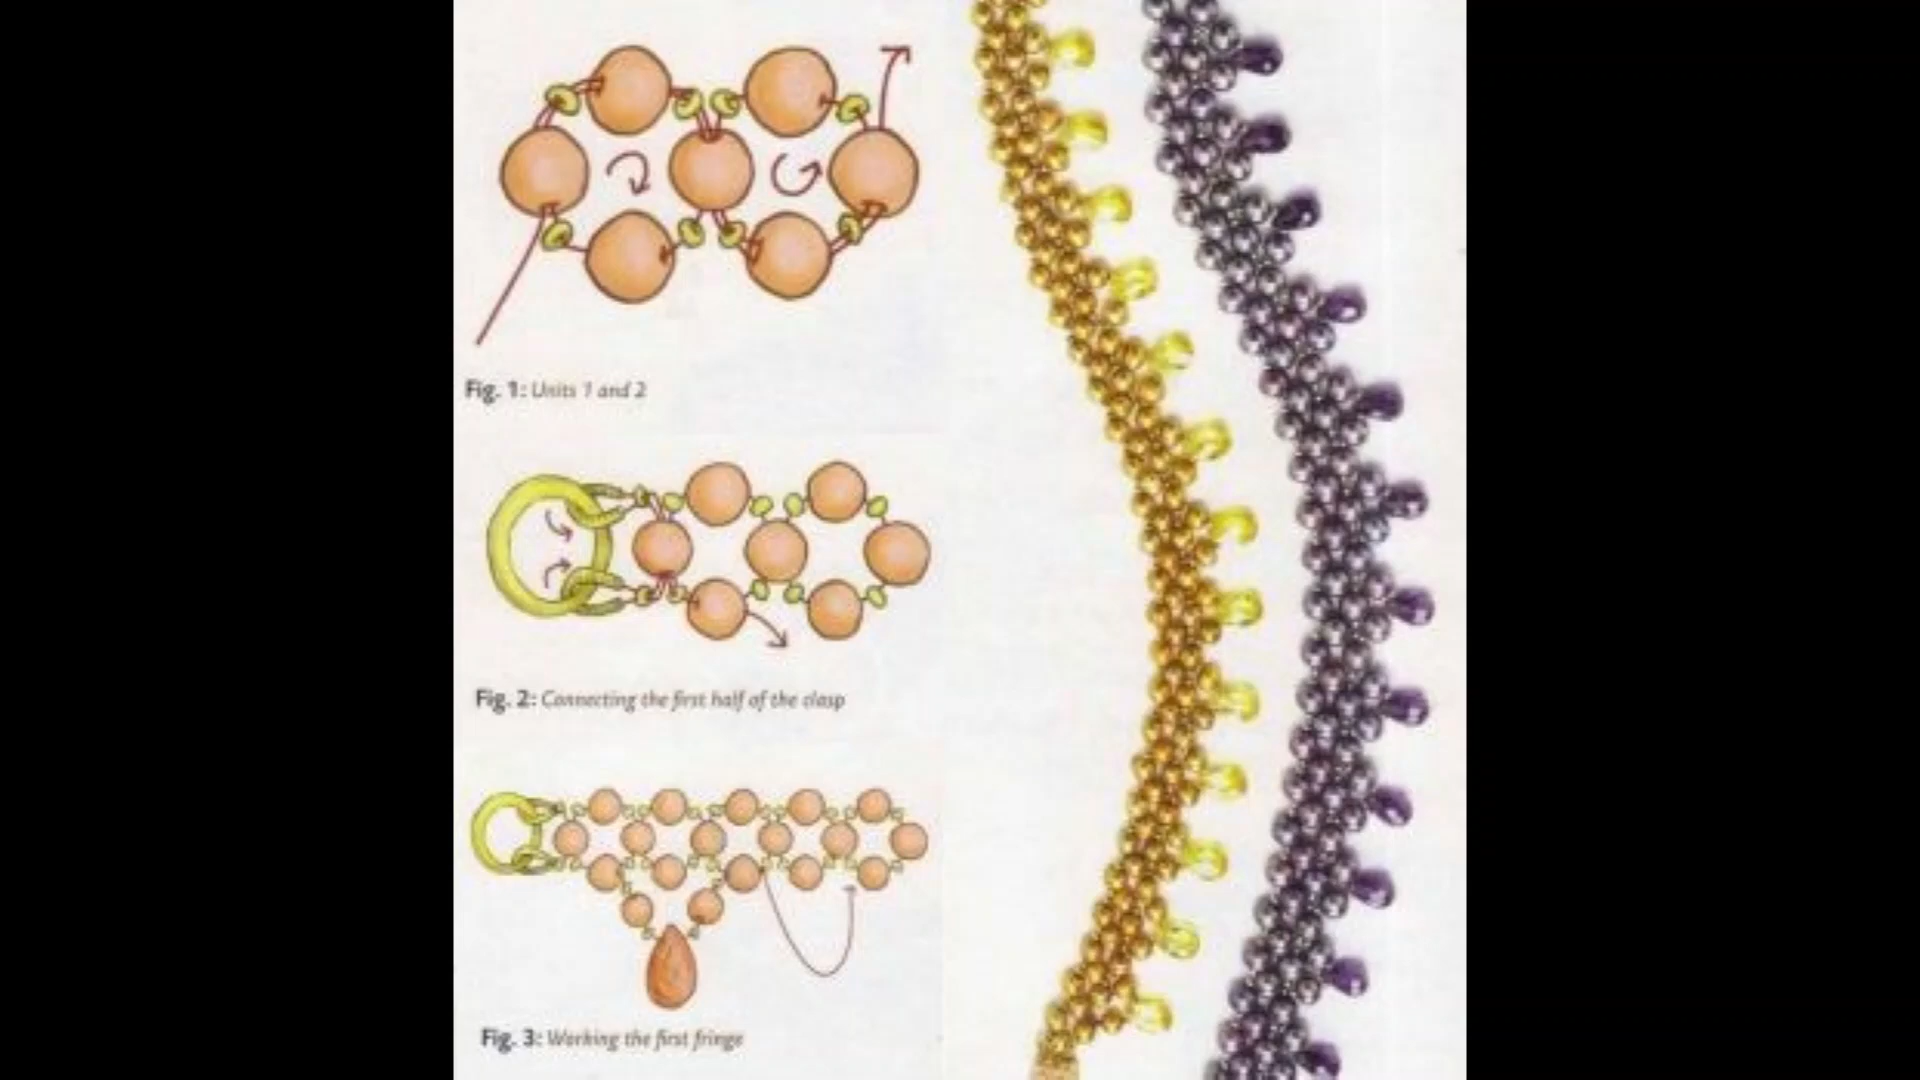 Fig. 1: Units 1 and 2
Fig. 2: Connecting the first half of the clasp
Fig. 3: Working the first fringe